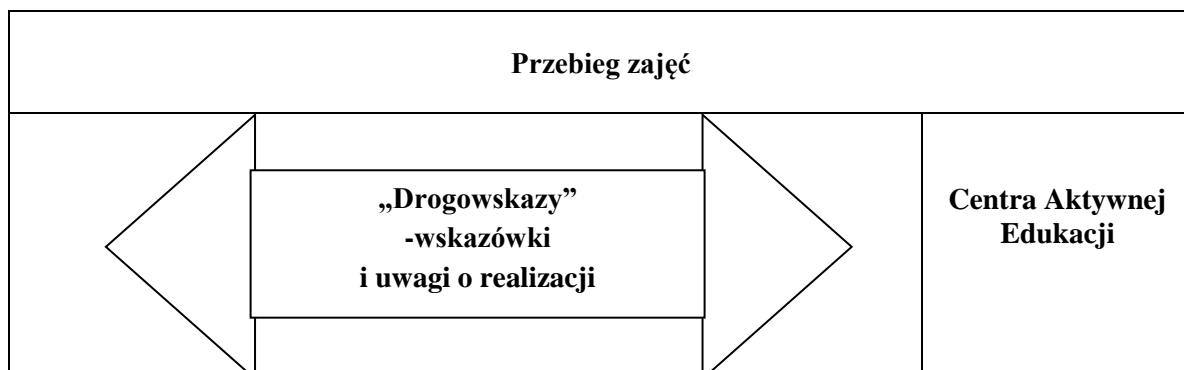 Przebieg zajęć
„Drogowskazy”
-wskazówki
i uwagi o realizacji
Centra Aktywnej
Edukacji